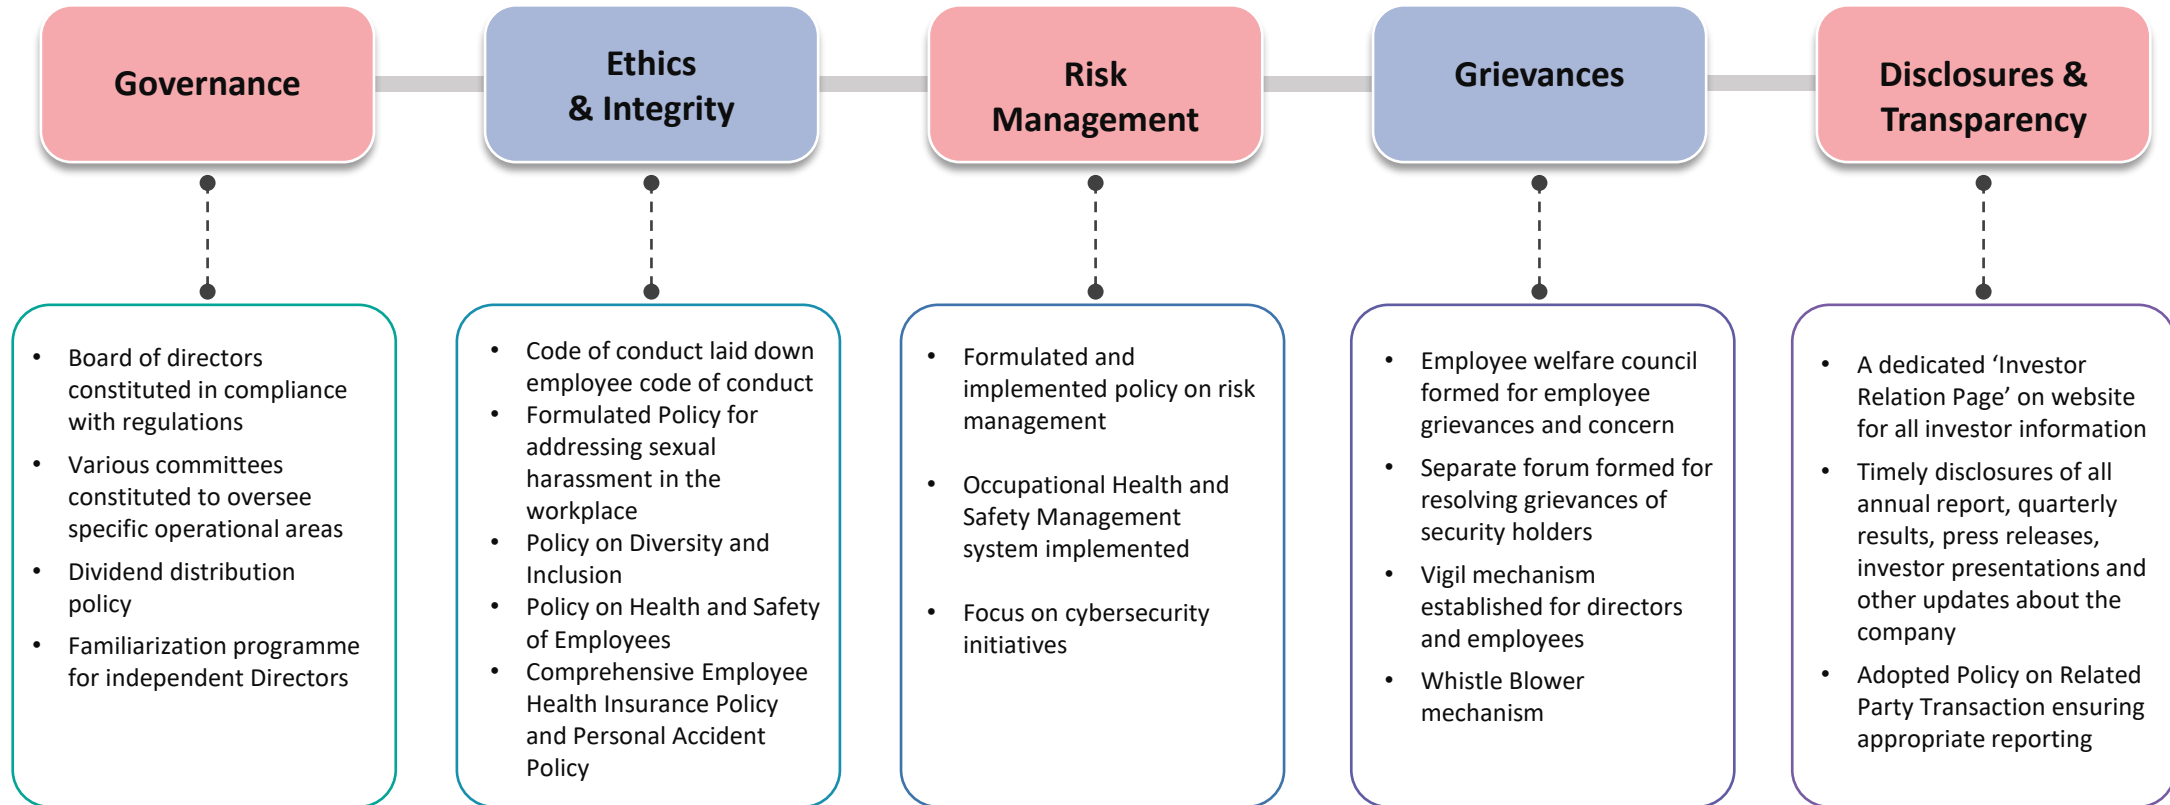 Governance
Ethics
& Integrity
Risk
Management
Grievances
Disclosures &
Transparency
• Board of directors
constituted in compliance
with regulations
• Various committees
constituted to oversee
specific operational areas
• Dividend distribution
policy
• Familiarization programme
for independent Directors
• Code of conduct laid down
employee code of conduct
• Formulated Policy for
addressing sexual
harassment in the
workplace
• Policy on Diversity and
Inclusion
• Policy on Health and Safety
of Employees
• Comprehensive Employee
Health Insurance Policy
and Personal Accident
Policy
• Formulated and
implemented policy on risk
management
• Occupational Health and
Safety Management
system implemented
• Focus on cybersecurity
initiatives
• Employee welfare council
formed for employee
grievances and concern
• Separate forum formed for
resolving grievances of
security holders
• Vigil mechanism
established for directors
and employees
• Whistle Blower
mechanism
• A dedicated ‘Investor
Relation Page’ on website
for all investor information
• Timely disclosures of all
annual report, quarterly
results, press releases,
investor presentations and
other updates about the
company
• Adopted Policy on Related
Party Transaction ensuring
appropriate reporting